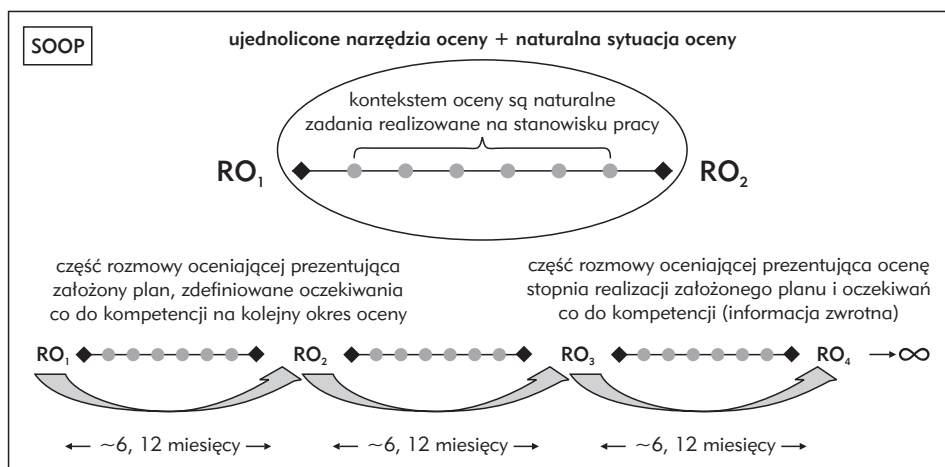 SOOP
ujednolicone narzędzia oceny + naturalna sytuacja oceny
kontekstem oceny są naturalne
zadania realizowane na stanowisku pracy
RO₁ RO₂
część rozmowy oceniającej prezentująca
założony plan, zdefiniowane oczekiwania
co do kompetencji na kolejny okres oceny
część rozmowy oceniającej prezentująca ocenę
stopnia realizacji założonego planu i oczekiwań
co do kompetencji (informacja zwrotna)
RO₁ RO₂ RO₃ RO₄ → ∞
← ~6, 12 miesięcy → ← ~6, 12 miesięcy → ← ~6, 12 miesięcy →